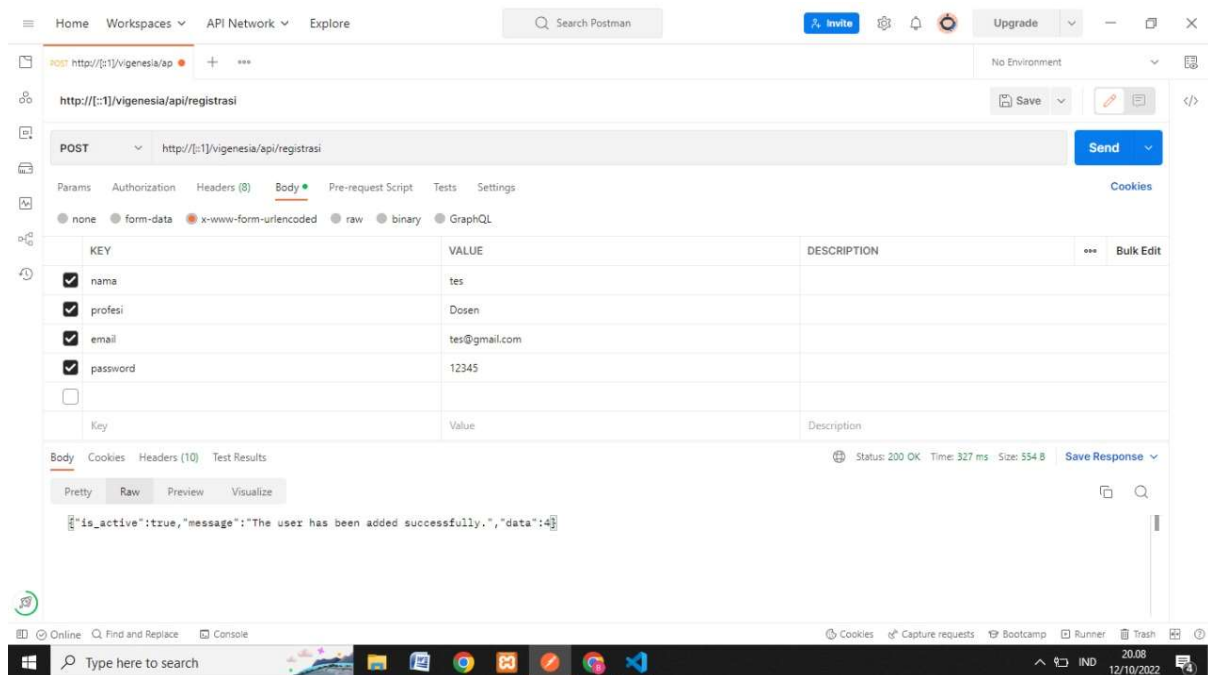 Home Workspaces API Network Explore Search Postman Invite Upgrade
POST http://[::1]/vigenesia/ap No Environment
http://[::1]/vigenesia/api/registrasi Save
POST http://[::1]/vigenesia/api/registrasi Send
Params Authorization Headers (8) Body Pre-request Script Tests Settings Cookies
none form-data x-www-form-urlencoded raw binary GraphQL
KEY VALUE DESCRIPTION Bulk Edit
nama tes
profesi Dosen
email tes@gmail.com
password 12345
Key Value Description
Body Cookies Headers (10) Test Results Status: 200 OK Time: 327 ms Size: 554 B Save Response
Pretty Raw Preview Visualize
{"is_active":true,"message":"The user has been added successfully.","data":4}
Online Find and Replace Console Cookies Capture requests Bootcamp Runner Trash
Type here to search IND 20.08
12/10/2022